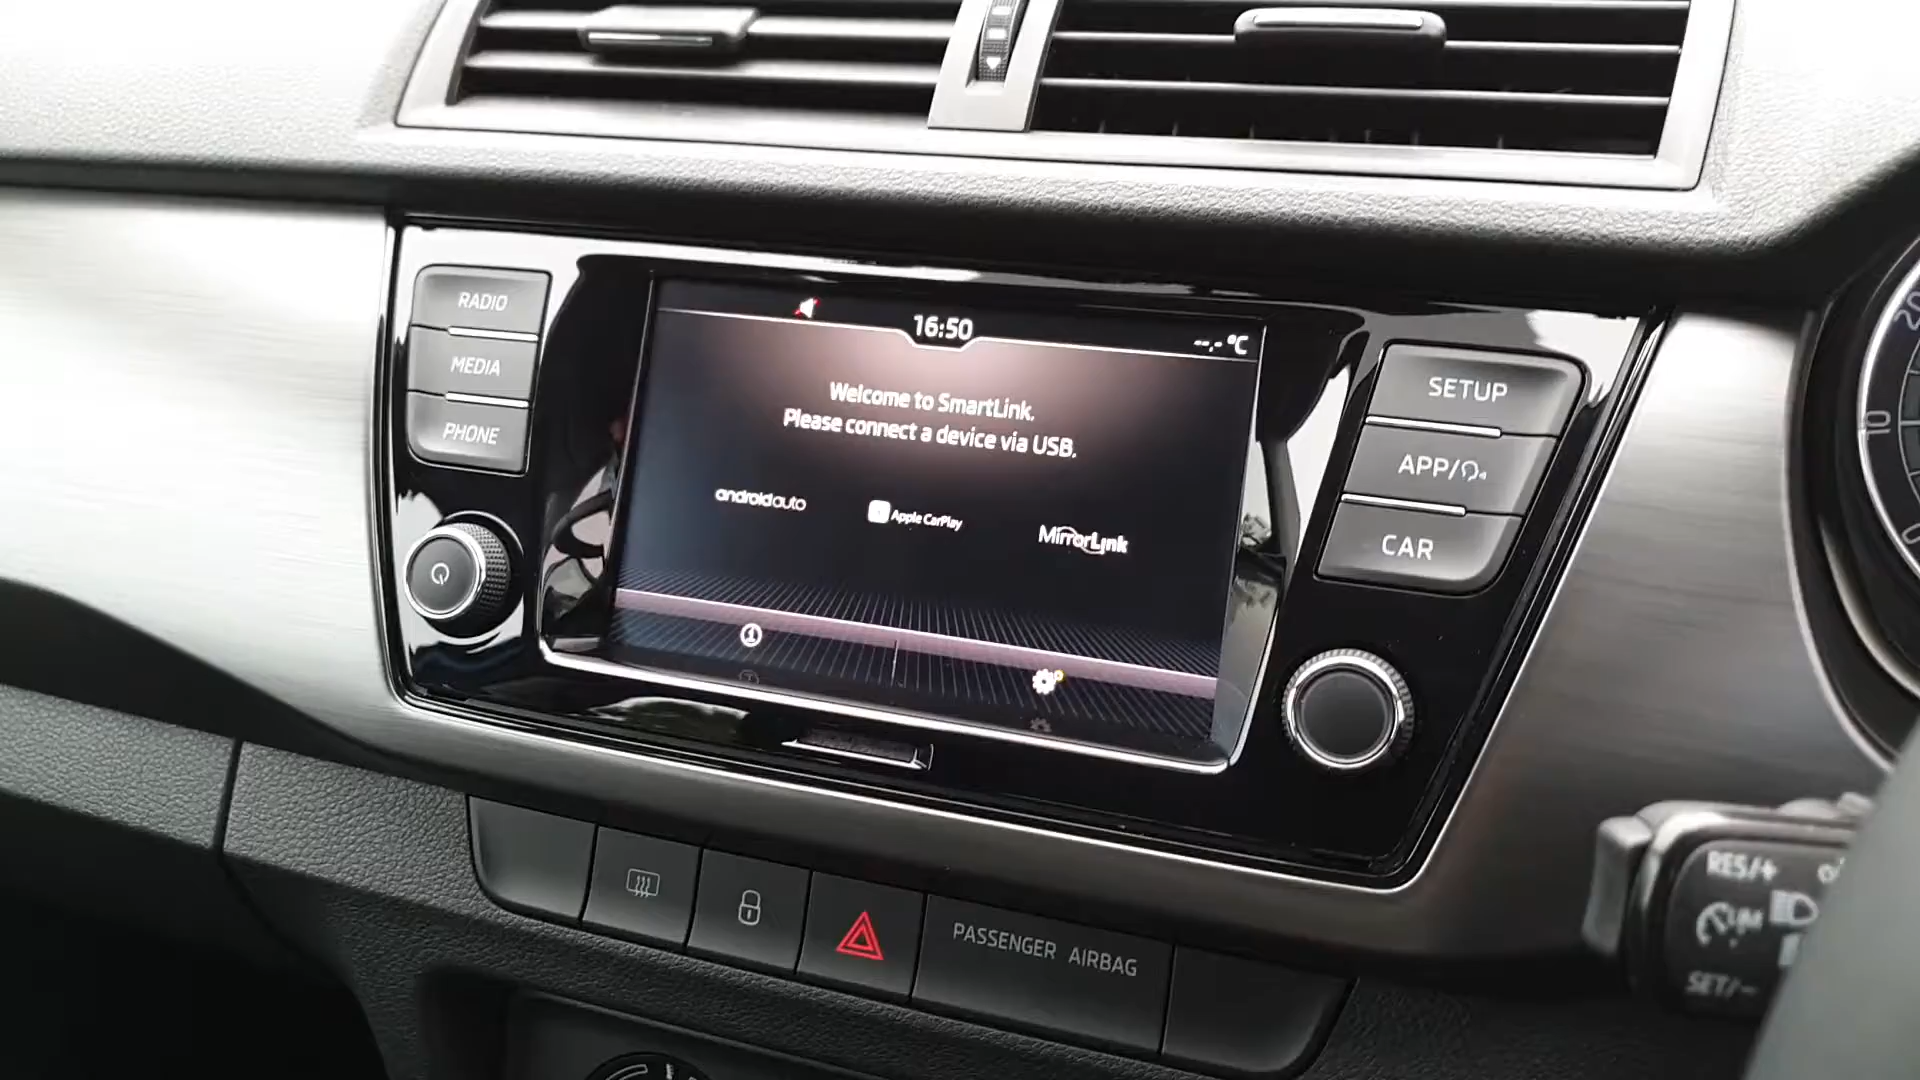 RADIO
MEDIA
PHONE
16:50
--.- °C
Welcome to SmartLink.
Please connect a device via USB.
androidauto
Apple CarPlay
MirrorLink
SETUP
APP/
CAR
PASSENGER AIRBAG
RES/+
SET/-
10